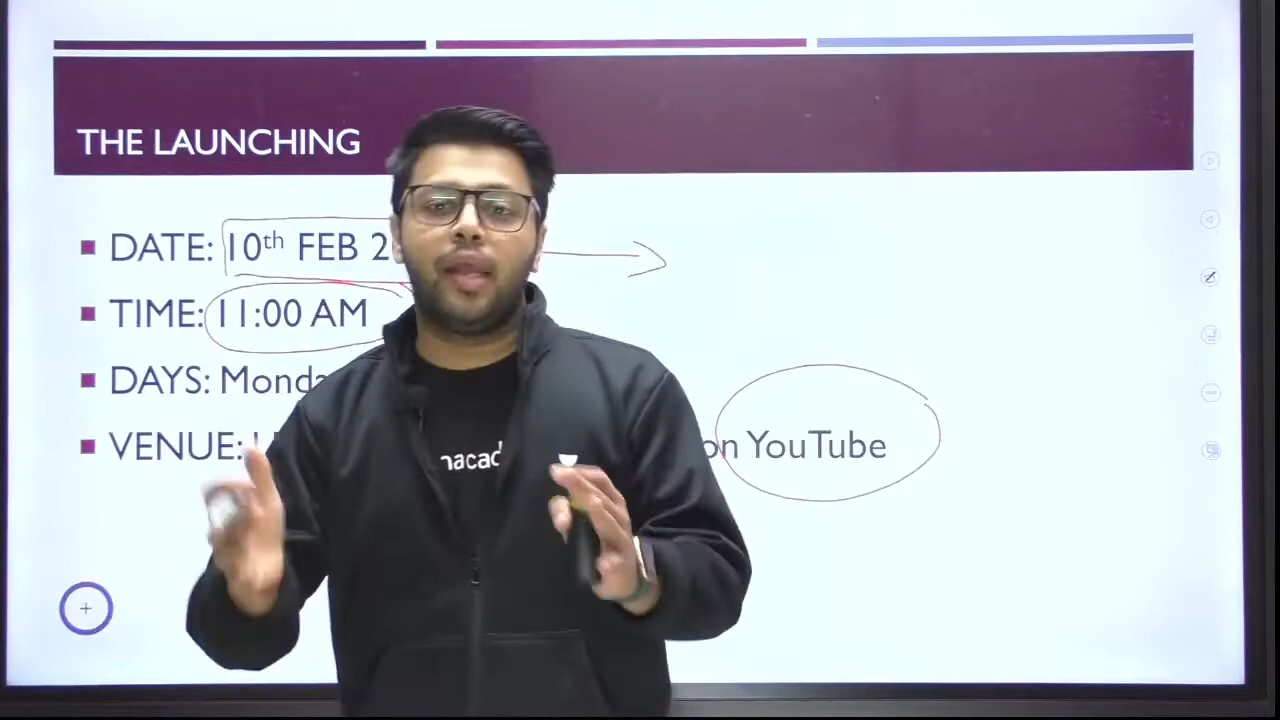 THE LAUNCHING
DATE: 10th FEB 2
TIME: 11:00 AM
DAYS: Monda
VENUE: on YouTube
nacad